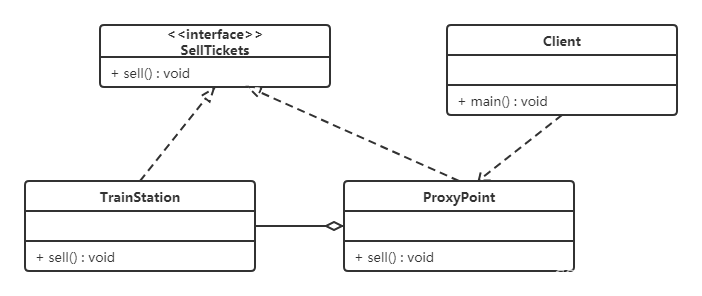 <<interface>>
SellTickets
+ sell() : void
Client
+ main() : void
TrainStation
+ sell() : void
ProxyPoint
+ sell() : void